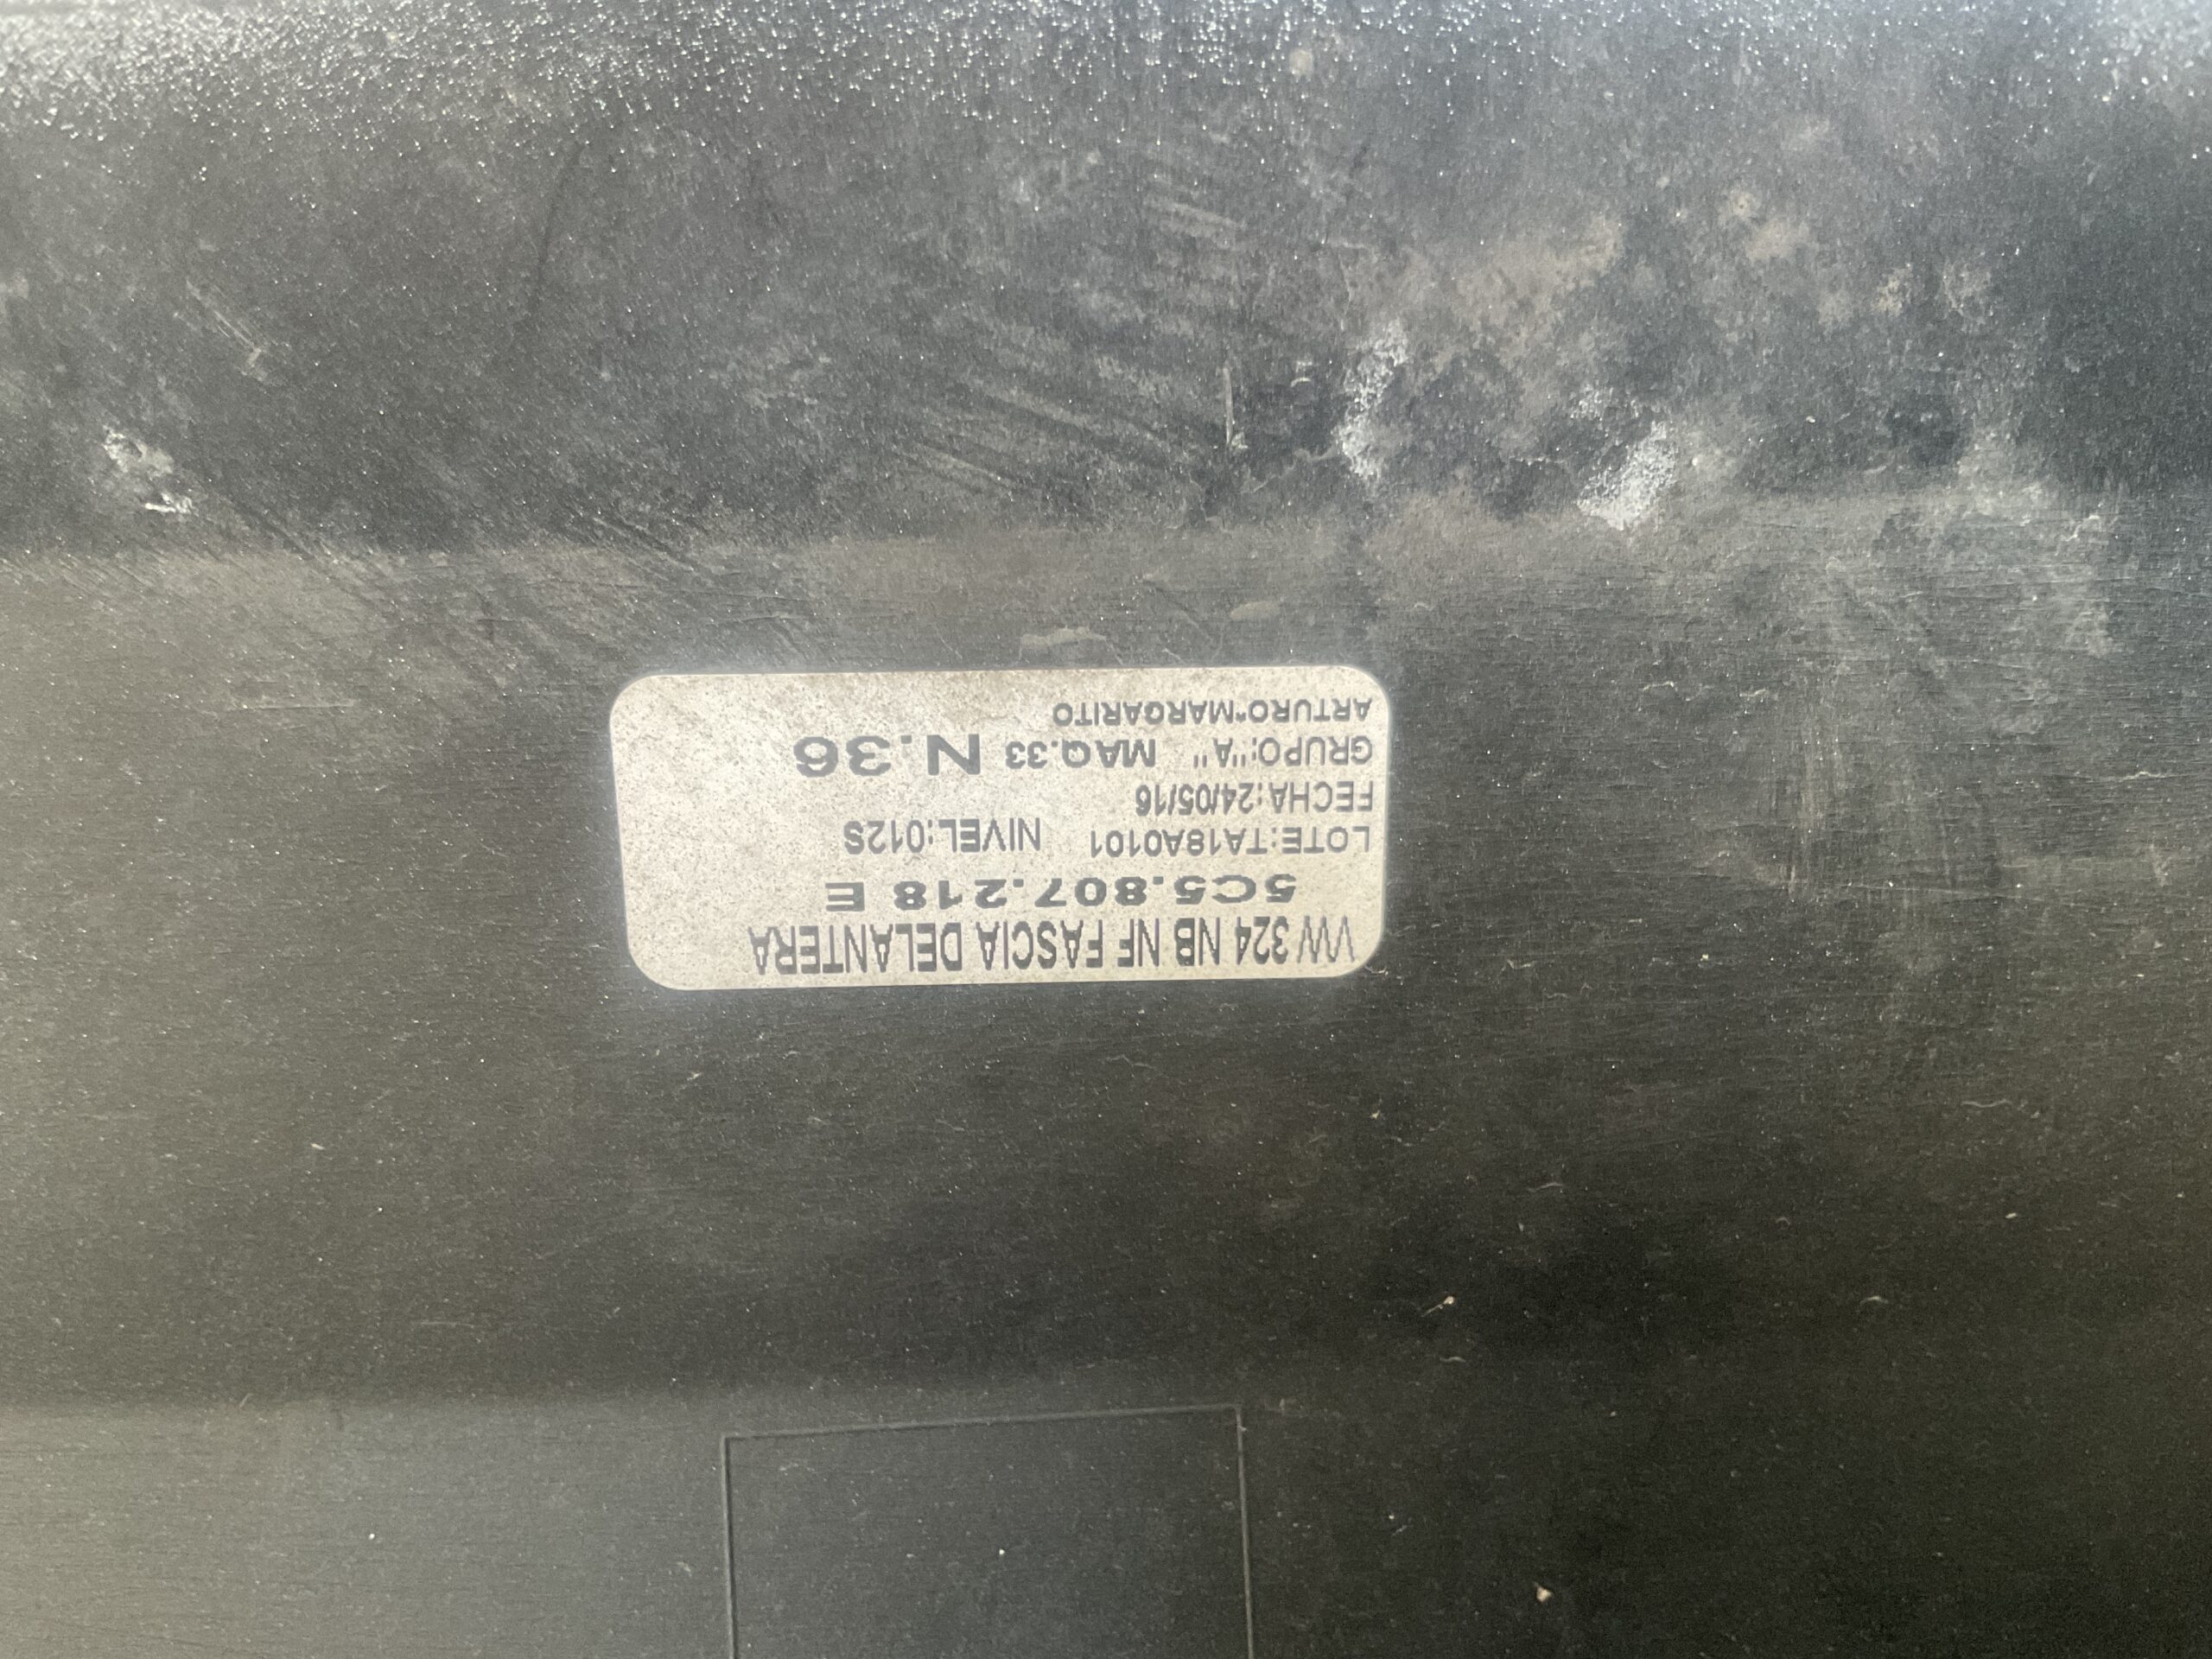 VW 324 NB NF FASCIA DELANTERA
5C5.807.218 E
LOTE:TA18A0101 NIVEL:012S
FECHA:24/05/16
GRUPO:"A" MAQ.33 N.36
ARTURO*MARGARITO